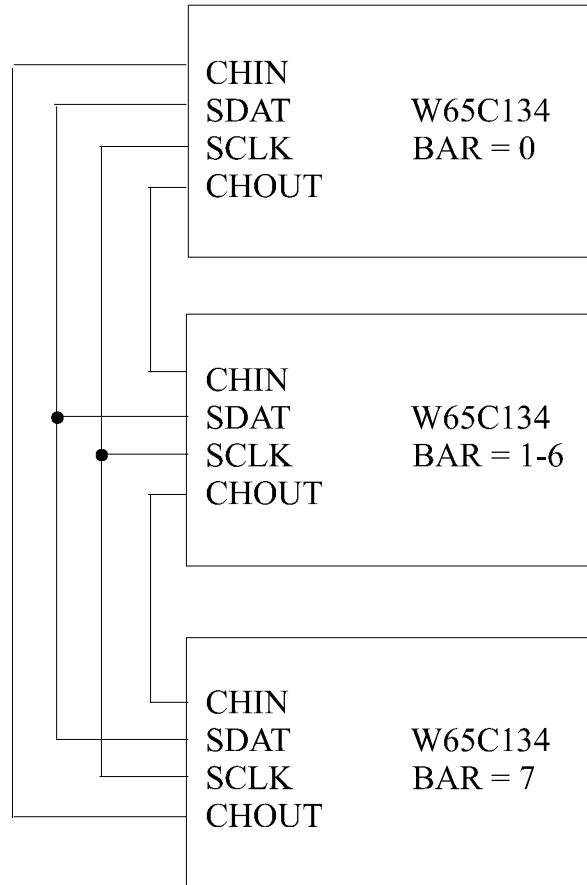 CHIN
SDAT W65C134
SCLK BAR = 0
CHOUT
CHIN
SDAT W65C134
SCLK BAR = 1-6
CHOUT
CHIN
SDAT W65C134
SCLK BAR = 7
CHOUT